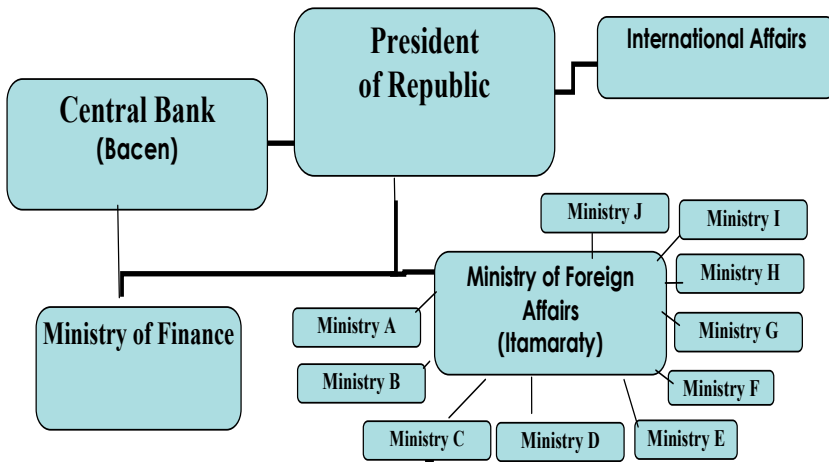 President
of Republic
International Affairs
Central Bank
(Bacen)
Ministry J
Ministry I
Ministry of Foreign
Affairs
(Itamaraty)
Ministry H
Ministry of Finance
Ministry A
Ministry G
Ministry B
Ministry F
Ministry C
Ministry D
Ministry E